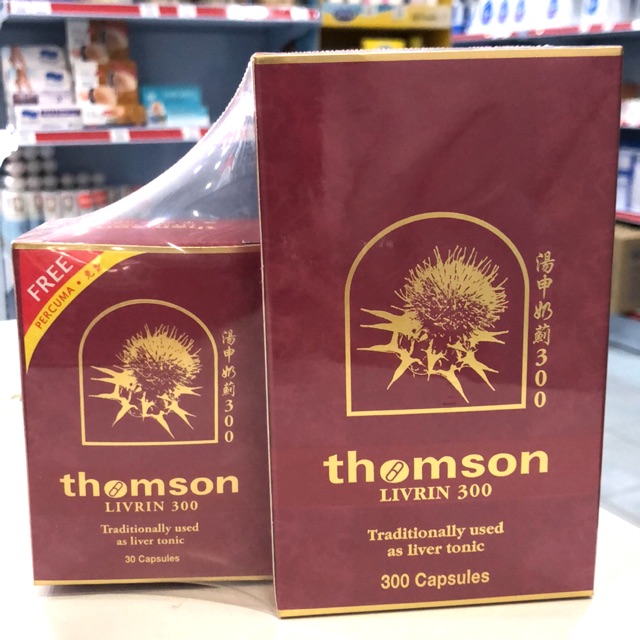 FREE
PERCUMA • 免费
湯申奶薊300
thomson
LIVRIN 300
Traditionally used
as liver tonic
30 Capsules
湯申奶薊300
thomson
LIVRIN 300
Traditionally used
as liver tonic
300 Capsules